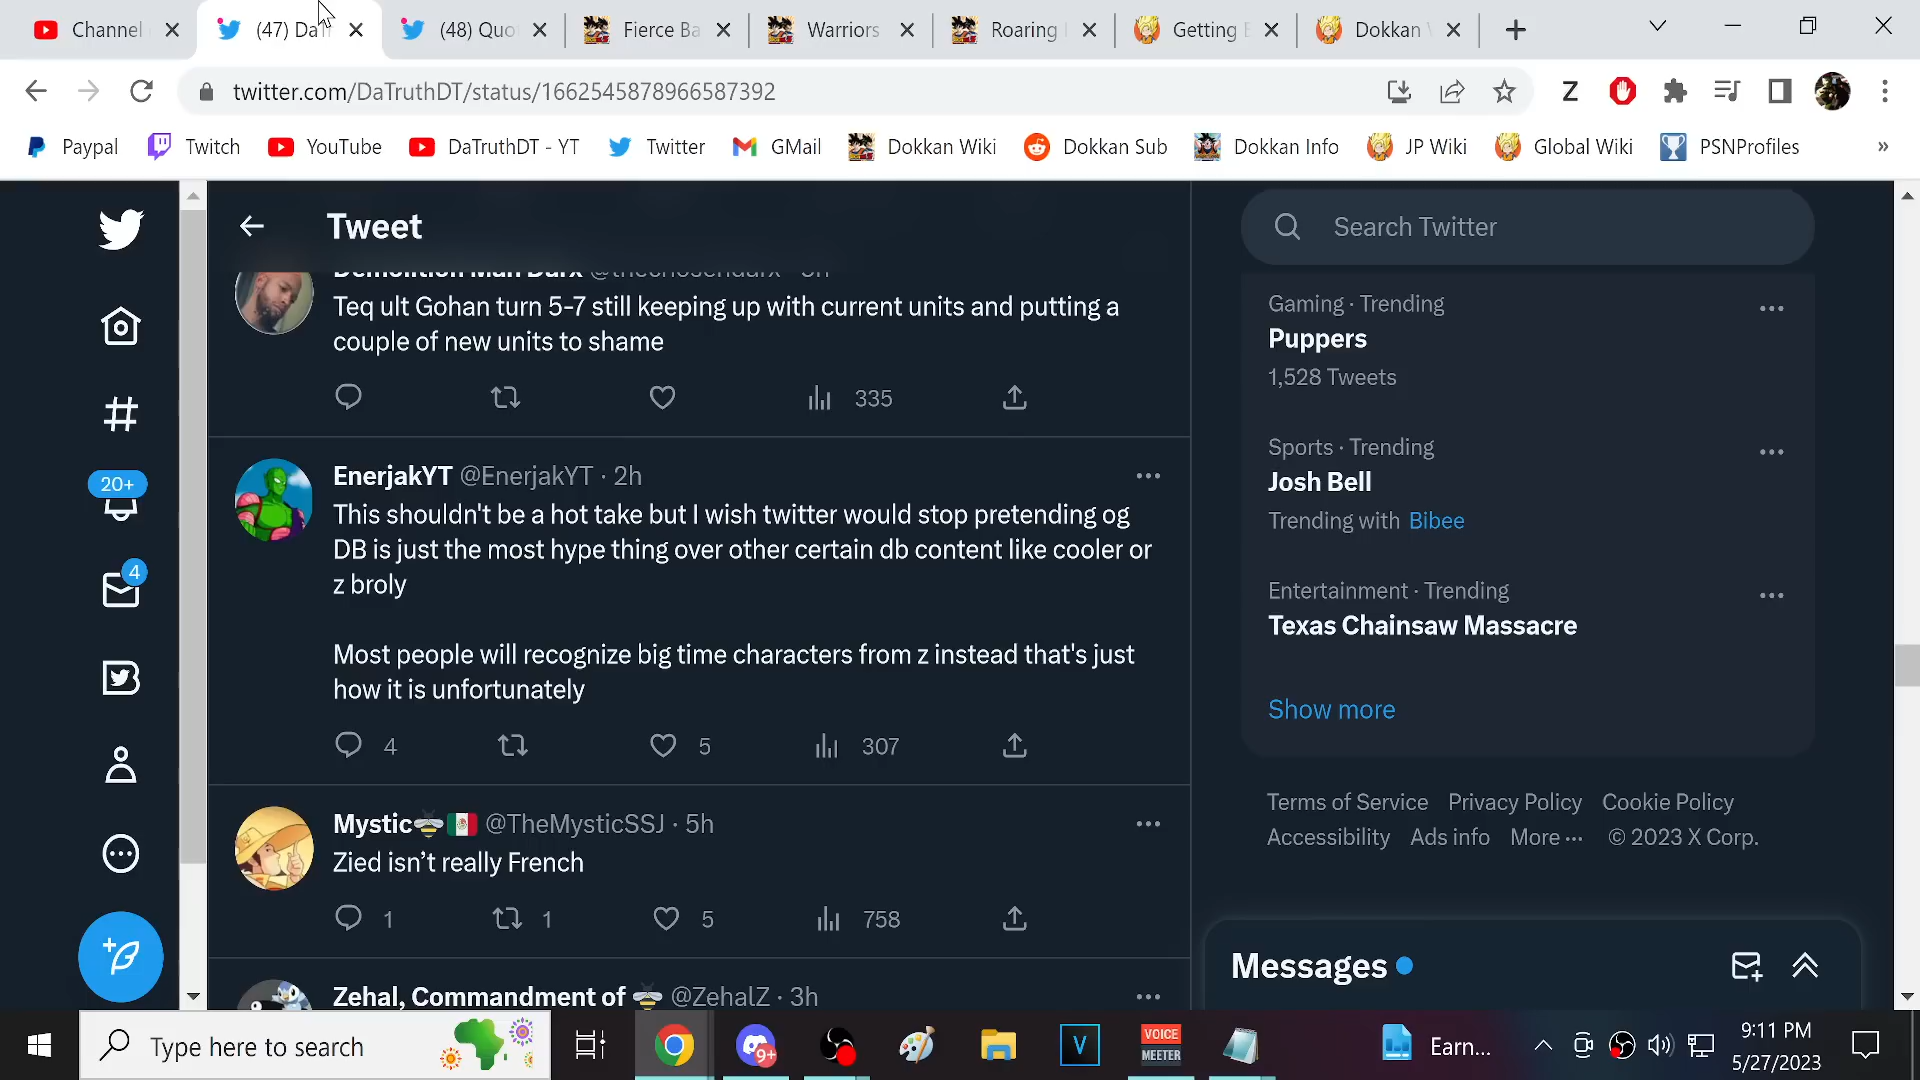 Channel
(47) Da
(48) Quo
Fierce Ba
Warriors
Roaring
Getting
Dokkan
twitter.com/DaTruthDT/status/1662545878966587392
Z
Paypal
Twitch
YouTube
DaTruthDT - YT
Twitter
GMail
Dokkan Wiki
Dokkan Sub
Dokkan Info
JP Wiki
Global Wiki
PSNProfiles
»
Tweet
Search Twitter
Demolition Man Darx @thechosendarx · 5h
Teq ult Gohan turn 5-7 still keeping up with current units and putting a
couple of new units to shame
335
EnerjakYT @EnerjakYT · 2h
This shouldn't be a hot take but I wish twitter would stop pretending og
DB is just the most hype thing over other certain db content like cooler or
z broly
Most people will recognize big time characters from z instead that's just
how it is unfortunately
4
5
307
Mystic🐝🇲🇽 @TheMysticSSJ · 5h
Zied isn’t really French
1
1
5
758
Zehal, Commandment of 🐝 @ZehalZ · 3h
20+
4
Gaming · Trending
Puppers
1,528 Tweets
Sports · Trending
Josh Bell
Trending with Bibee
Entertainment · Trending
Texas Chainsaw Massacre
Show more
Terms of Service Privacy Policy Cookie Policy
Accessibility Ads info More ··· © 2023 X Corp.
Messages
Type here to search
9+
V
VOICE
MEETER
Earn...
9:11 PM
5/27/2023